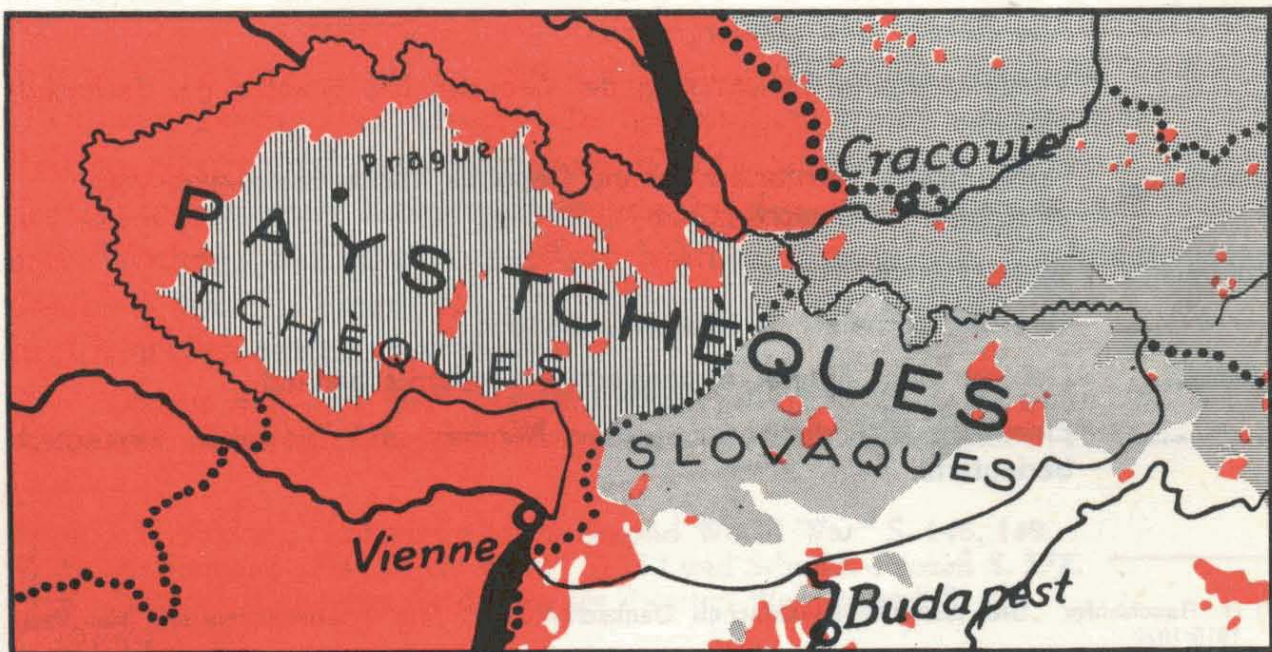 Cracovie
Prague
PAYS TCHÈQUES
TCHÈQUES
SLOVAQUES
Vienne
Budapest